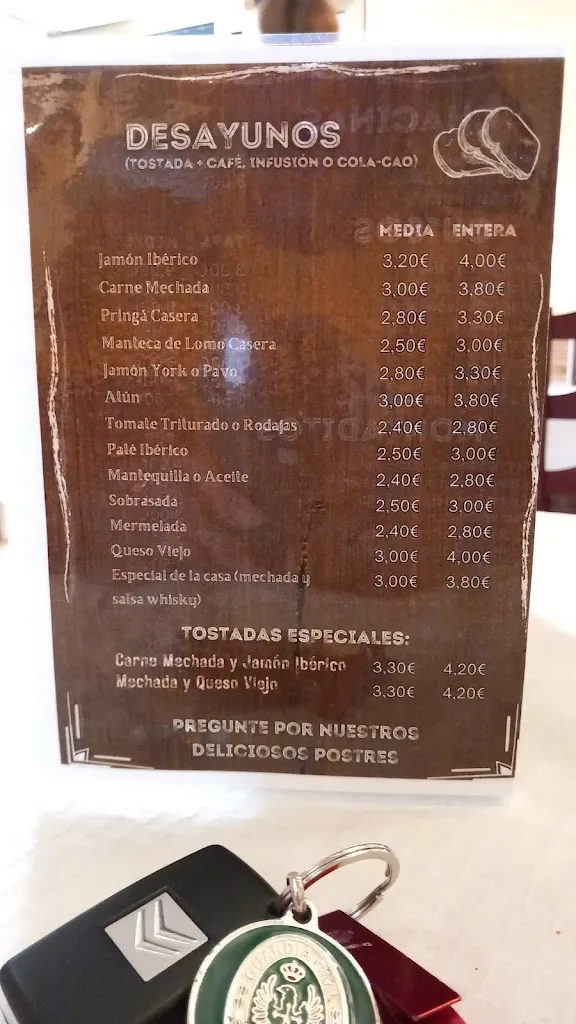 DESAYUNOS
(TOSTADA + CAFÉ, INFUSIÓN O COLA-CAO)
MEDIA ENTERA
Jamón Ibérico 3,20€ 4,00€
Carne Mechada 3,00€ 3,80€
Pringá Casera 2,80€ 3,30€
Manteca de Lomo Casera 2,50€ 3,00€
Jamón York o Pavo 2,80€ 3,30€
Atún 3,00€ 3,80€
Tomate Triturado o Rodajas 2,40€ 2,80€
Paté Ibérico 2,50€ 3,00€
Mantequilla o Aceite 2,40€ 2,80€
Sobrasada 2,50€ 3,00€
Mermelada 2,40€ 2,80€
Queso Viejo 3,00€ 4,00€
Especial de la casa (mechada y 3,00€ 3,80€
salsa whisky)
TOSTADAS ESPECIALES:
Carne Mechada y Jamón Ibérico 3,30€ 4,20€
Mechada y Queso Viejo 3,30€ 4,20€
PREGUNTE POR NUESTROS
DELICIOSOS POSTRES
GUARDIA CIVIL